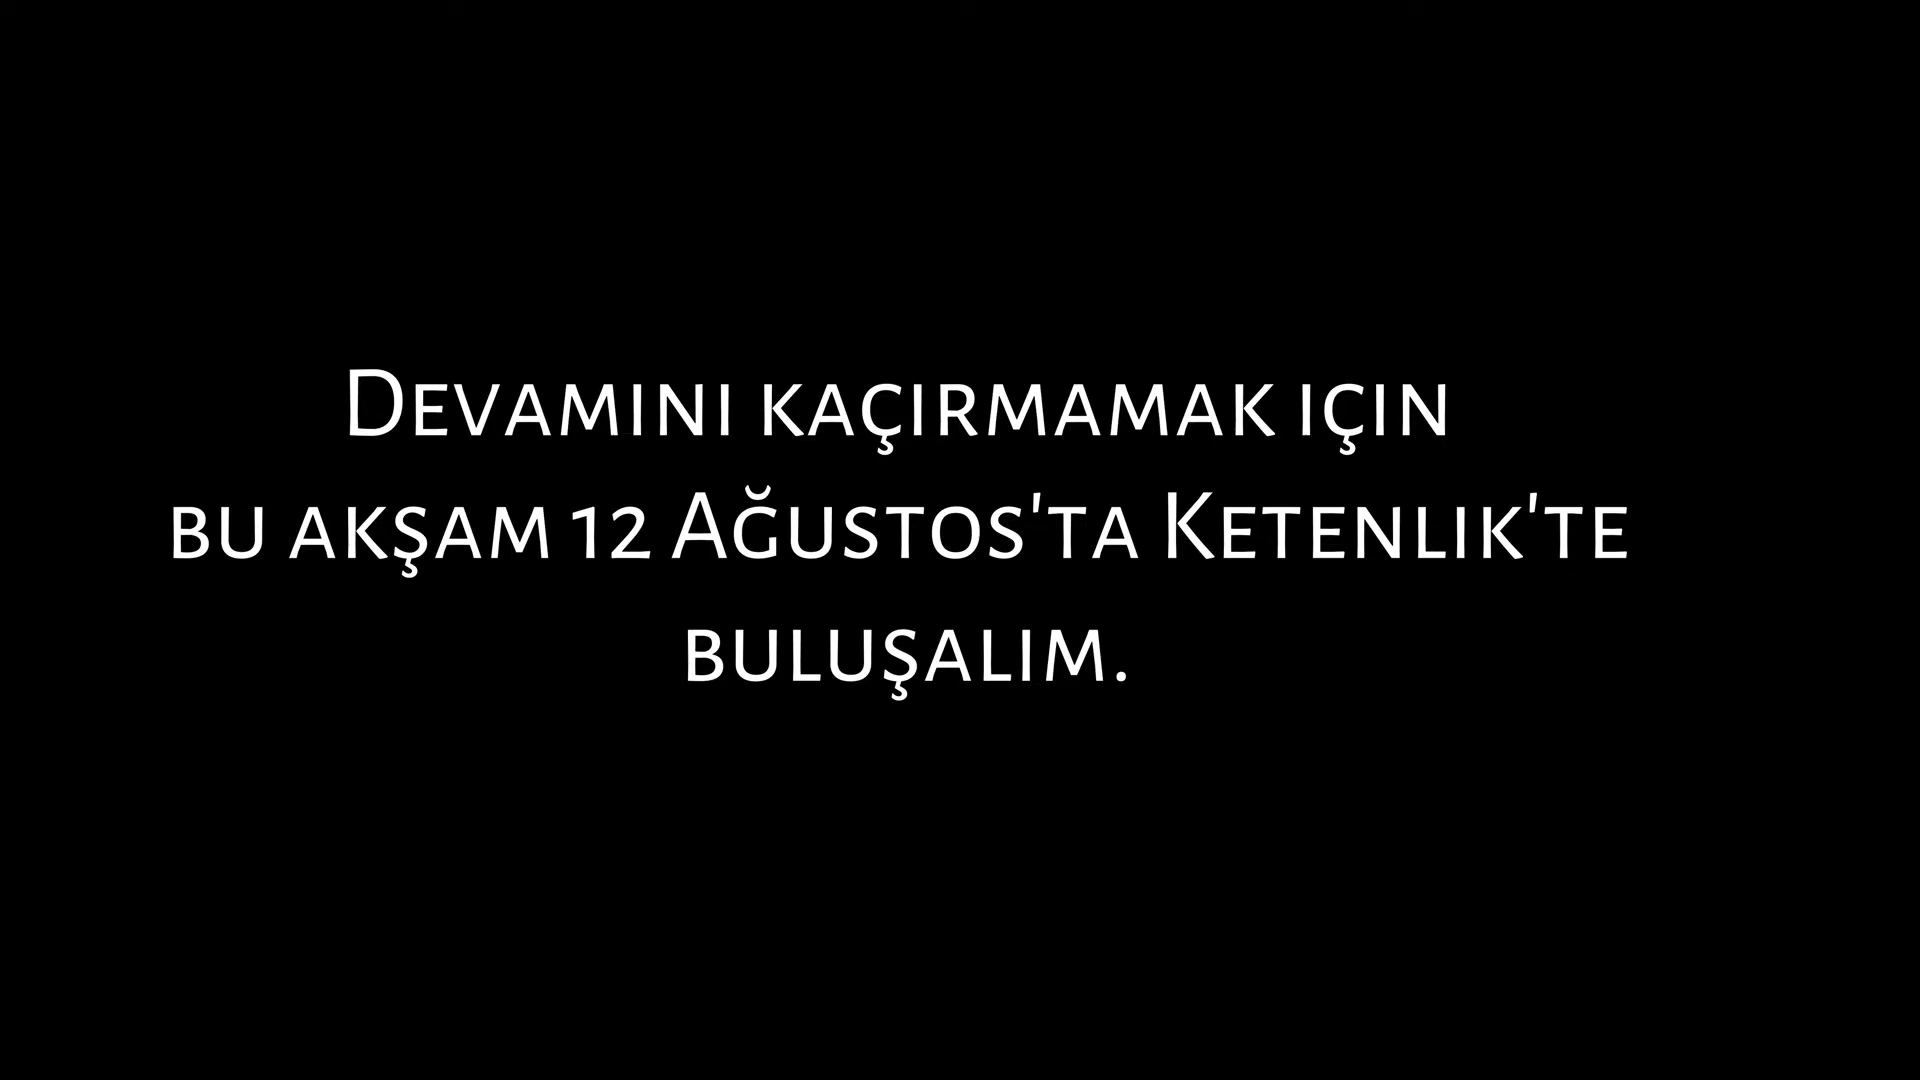 Devamını kaçırmamak için
bu akşam 12 Ağustos'ta Ketenlik'te
buluşalım.